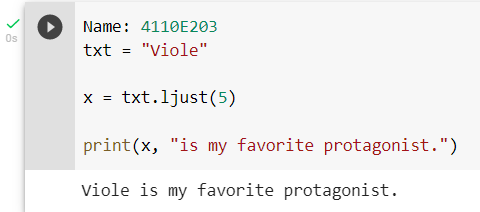 0s
Name: 4110E203
txt = "Viole"
x = txt.ljust(5)
print(x, "is my favorite protagonist.")
Viole is my favorite protagonist.